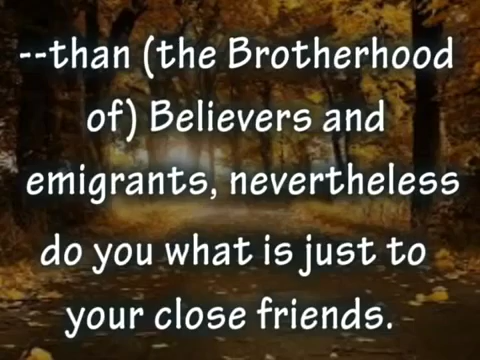 --than (the Brotherhood
of) Believers and
emigrants, nevertheless
do you what is just to
your close friends.